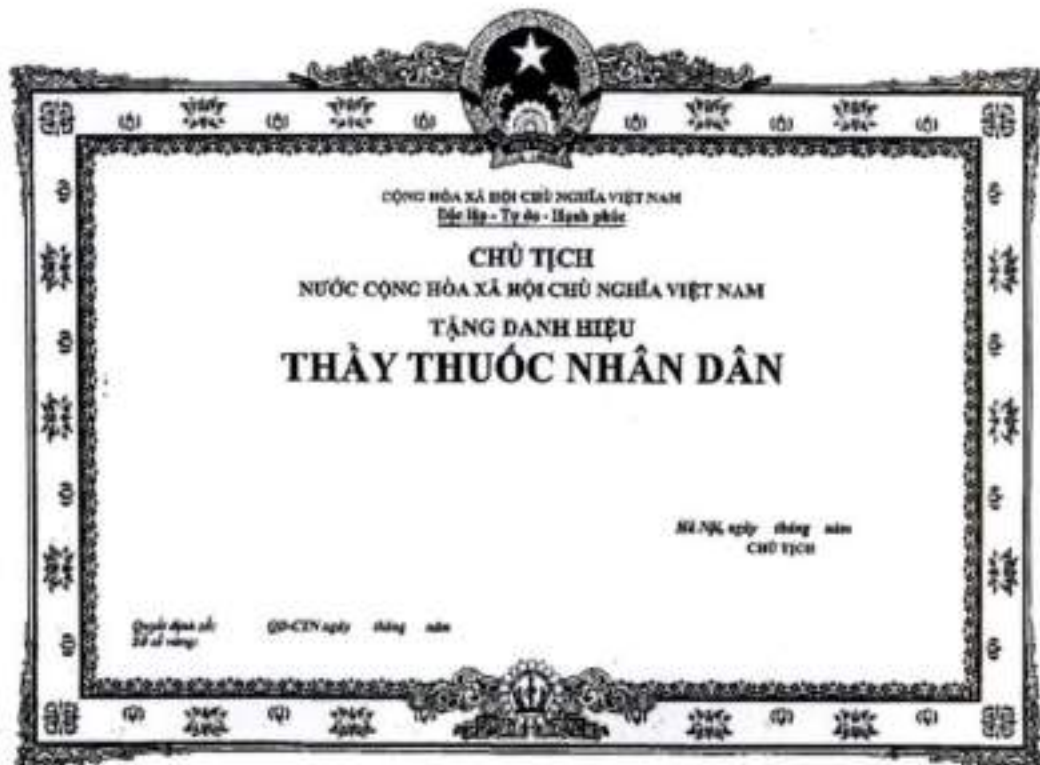 CỘNG HÒA XÃ HỘI CHỦ NGHĨA VIỆT NAM
Độc lập - Tự do - Hạnh phúc
CHỦ TỊCH
NƯỚC CỘNG HÒA XÃ HỘI CHỦ NGHĨA VIỆT NAM
TẶNG DANH HIỆU
THẦY THUỐC NHÂN DÂN
Hà Nội, ngày tháng năm
CHỦ TỊCH
Quyết định số: QĐ-CTN ngày tháng năm
Số sổ vàng: